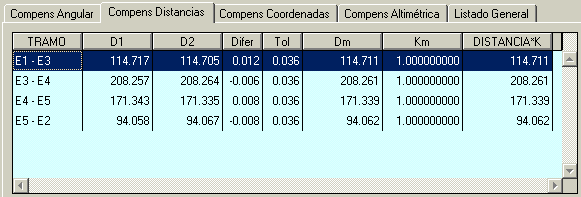 Compens Angular Compens Distancias Compens Coordenadas Compens Altimétrica Listado General
TRAMO D1 D2 Difer Tol Dm Km DISTANCIA*K
E1 - E3 114.717 114.705 0.012 0.036 114.711 1.000000000 114.711
E3 - E4 208.257 208.264 -0.006 0.036 208.261 1.000000000 208.261
E4 - E5 171.343 171.335 0.008 0.036 171.339 1.000000000 171.339
E5 - E2 94.058 94.067 -0.008 0.036 94.062 1.000000000 94.062